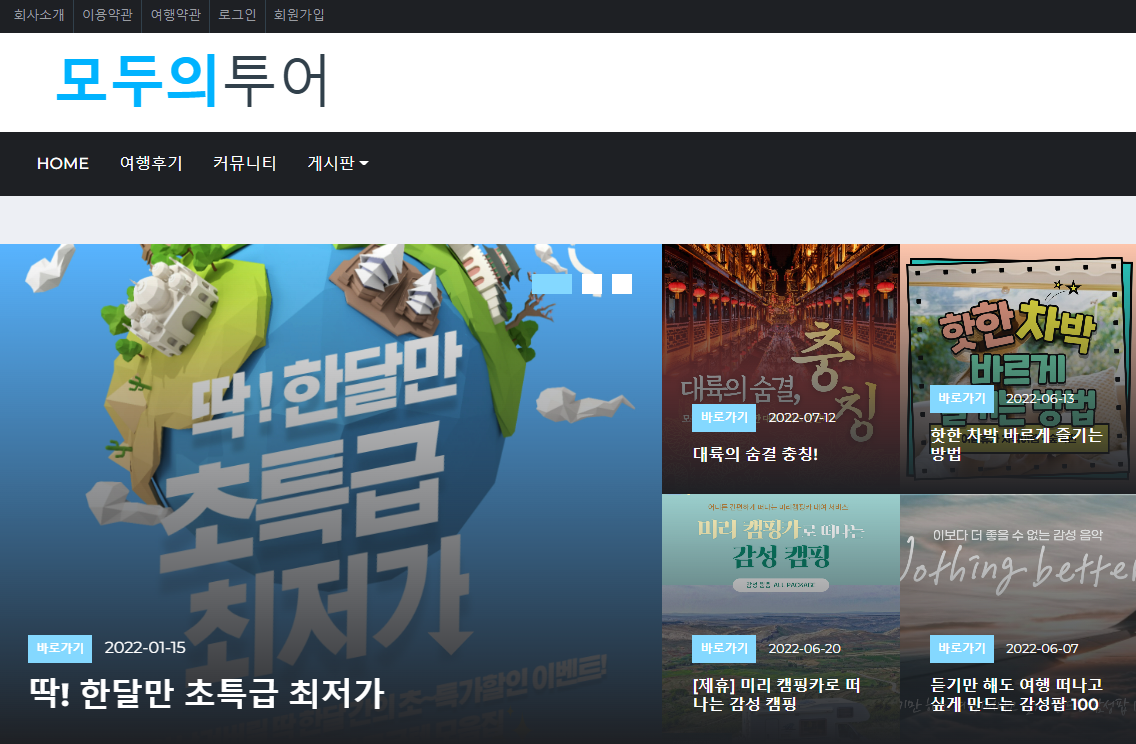 회사소개 이용약관 여행약관 로그인 회원가입
모두의투어
HOME 여행후기 커뮤니티 게시판
딱! 한달만
초특급
최저가
바로가기 2022-01-15
딱! 한달만 초특급 최저가
대륙의 숨결,
충칭
바로가기 2022-07-12
대륙의 숨결 충칭!
핫한 차박
바르게
방법
바로가기 2022-06-13
핫한 차박 바르게 즐기는
방법
미리 캠핑카로 떠나는
감성 캠핑
바로가기 2022-06-20
[제휴] 미리 캠핑카로 떠
나는 감성 캠핑
이보다 더 좋을 수 없는 감성 음악
Nothing better
바로가기 2022-06-07
듣기만 해도 여행 떠나고
싶게 만드는 감성팝 100